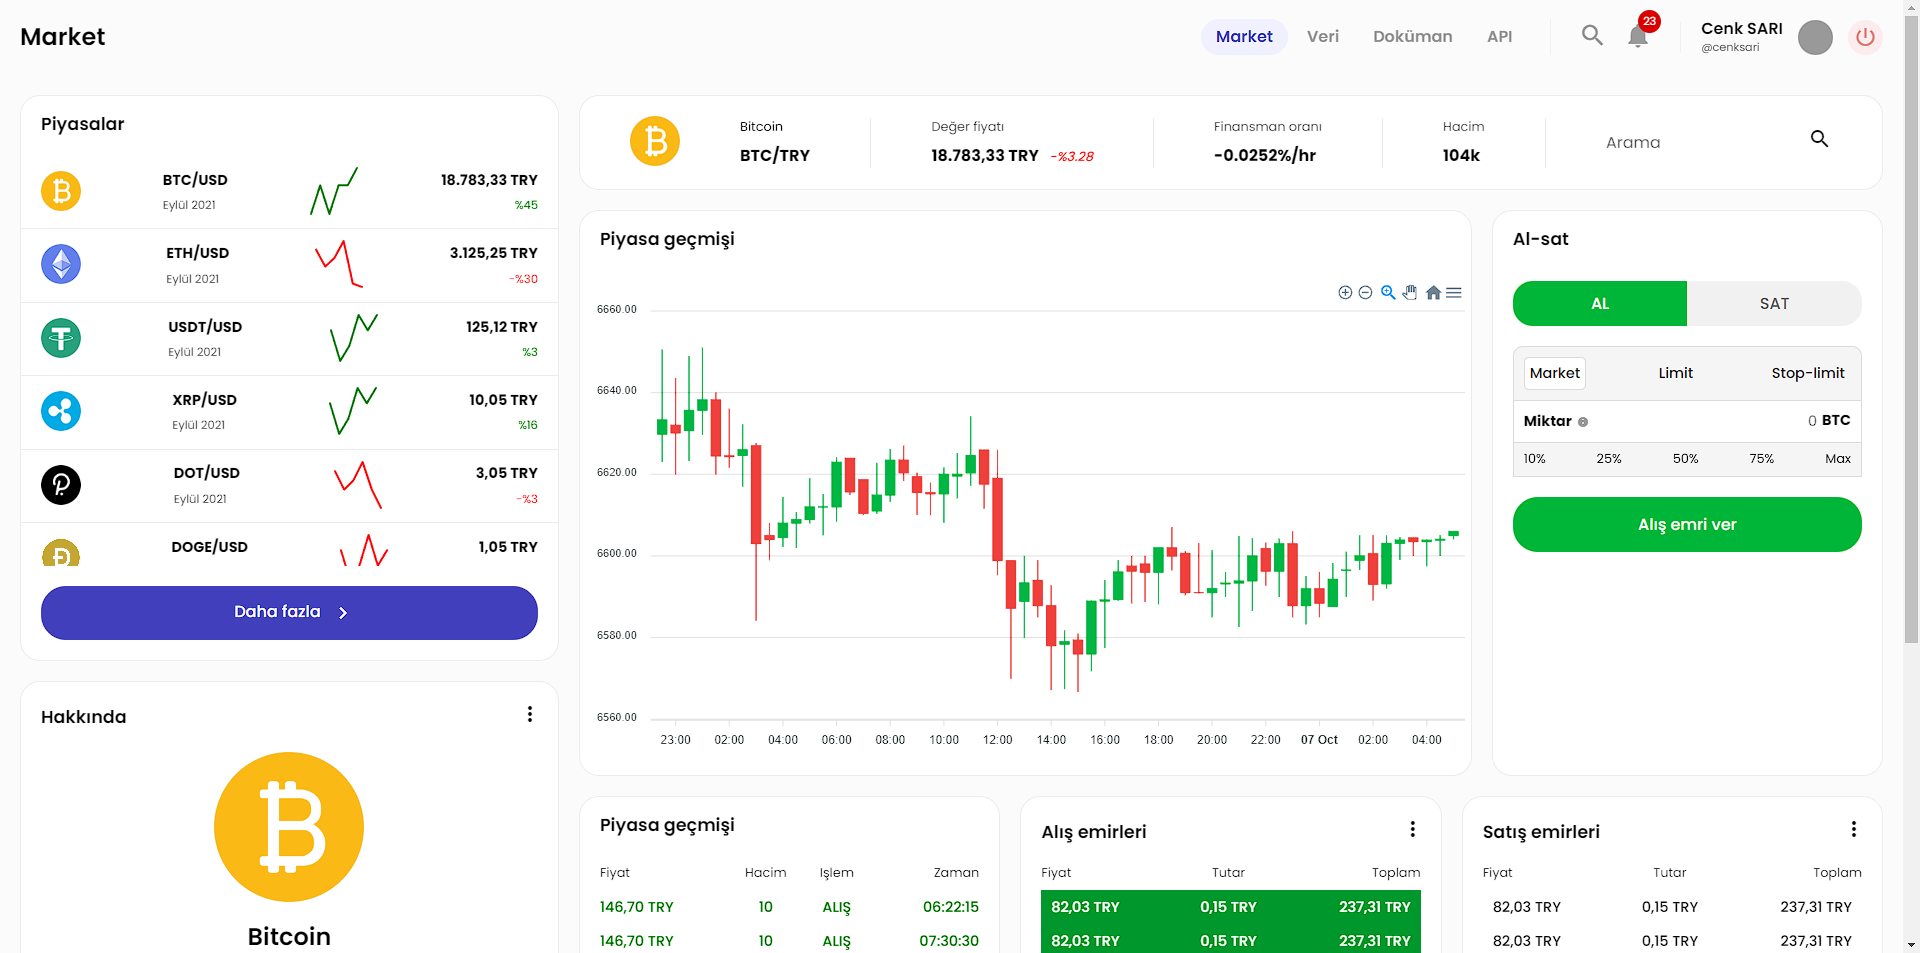 Market
Market Veri Doküman API
23
Cenk SARI
@cenksari
Piyasalar
BTC/USD 18.783,33 TRY
Eylül 2021 %45
ETH/USD 3.125,25 TRY
Eylül 2021 -%30
USDT/USD 125,12 TRY
Eylül 2021 %3
XRP/USD 10,05 TRY
Eylül 2021 %16
DOT/USD 3,05 TRY
Eylül 2021 -%3
DOGE/USD 1,05 TRY
Daha fazla
Hakkında
Bitcoin
Bitcoin Değer fiyatı Finansman oranı Hacim
BTC/TRY 18.783,33 TRY -%3.28 -0.0252%/hr 104k
Arama
Piyasa geçmişi
6660.00
6640.00
6620.00
6600.00
6580.00
6560.00
23:00 02:00 04:00 06:00 08:00 10:00 12:00 14:00 16:00 18:00 20:00 22:00 07 Oct 02:00 04:00
Al-sat
AL SAT
Market Limit Stop-limit
Miktar 0 BTC
10% 25% 50% 75% Max
Alış emri ver
Piyasa geçmişi
Fiyat Hacim Işlem Zaman
146,70 TRY 10 ALIŞ 06:22:15
146,70 TRY 10 ALIŞ 07:30:30
Alış emirleri
Fiyat Tutar Toplam
82,03 TRY 0,15 TRY 237,31 TRY
82,03 TRY 0,15 TRY 237,31 TRY
Satış emirleri
Fiyat Tutar Toplam
82,03 TRY 0,15 TRY 237,31 TRY
82,03 TRY 0,15 TRY 237,31 TRY